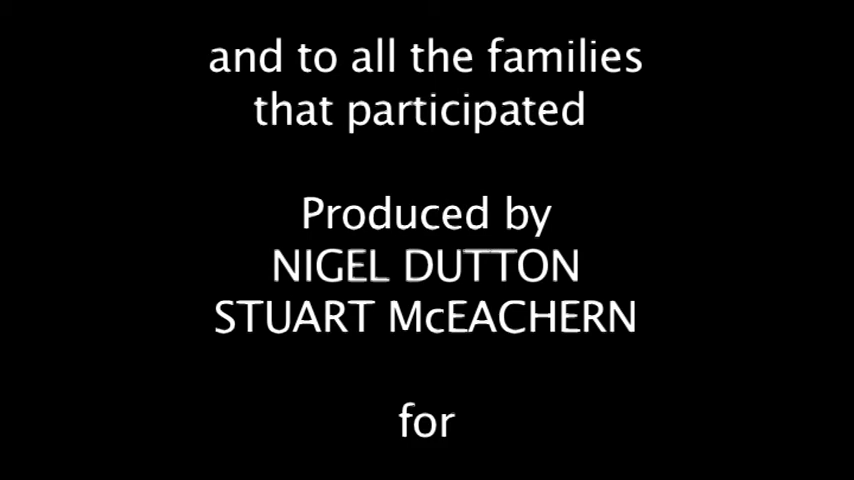 and to all the families
that participated
Produced by
NIGEL DUTTON
STUART McEACHERN
for